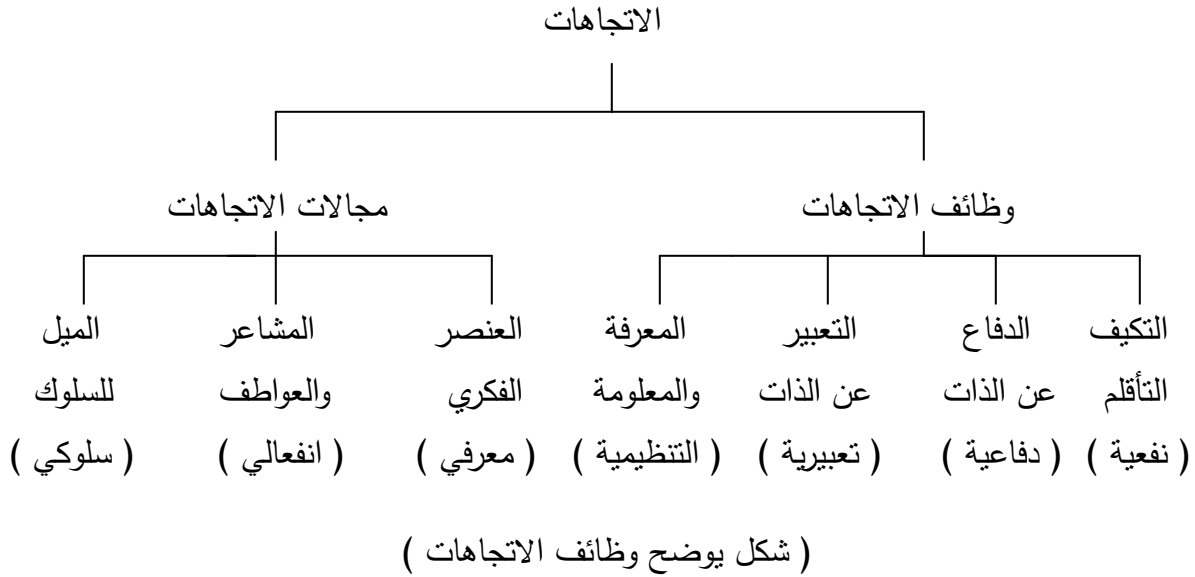 الاتجاهات
وظائف الاتجاهات
مجالات الاتجاهات
التكيف
التأقلم
( نفعية )
الدفاع
عن الذات
( دفاعية )
التعبير
عن الذات
( تعبيرية )
المعرفة
والمعلومة
( التنظيمية )
العنصر
الفكري
( معرفي )
المشاعر
والعواطف
( انفعالي )
الميل
للسلوك
( سلوكي )
( شكل يوضح وظائف الاتجاهات )